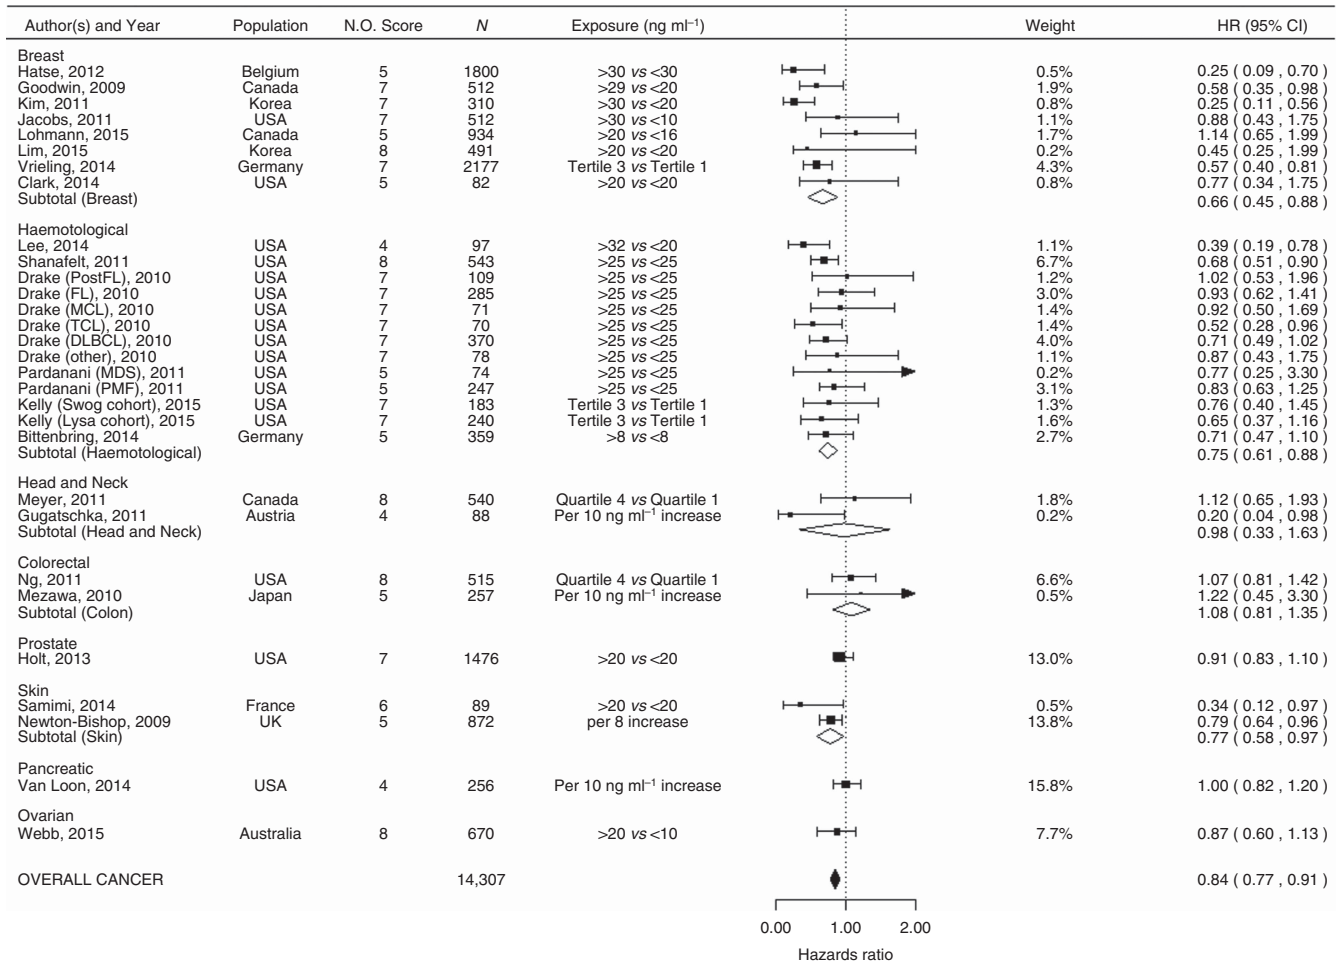 Author(s) and Year Population N.O. Score N Exposure (ng ml⁻¹) Weight HR (95% CI)
Breast
Hatse, 2012 Belgium 5 1800 >30 vs <30 0.5% 0.25 ( 0.09 , 0.70 )
Goodwin, 2009 Canada 7 512 >29 vs <20 1.9% 0.58 ( 0.35 , 0.98 )
Kim, 2011 Korea 7 310 >30 vs <20 0.8% 0.25 ( 0.11 , 0.56 )
Jacobs, 2011 USA 7 512 >30 vs <10 1.1% 0.88 ( 0.43 , 1.75 )
Lohmann, 2015 Canada 5 934 >20 vs <16 1.7% 1.14 ( 0.65 , 1.99 )
Lim, 2015 Korea 8 491 >20 vs <20 0.2% 0.45 ( 0.25 , 1.99 )
Vrieling, 2014 Germany 7 2177 Tertile 3 vs Tertile 1 4.3% 0.57 ( 0.40 , 0.81 )
Clark, 2014 USA 5 82 >20 vs <20 0.8% 0.77 ( 0.34 , 1.75 )
Subtotal (Breast) 0.66 ( 0.45 , 0.88 )
Haemotological
Lee, 2014 USA 4 97 >32 vs <20 1.1% 0.39 ( 0.19 , 0.78 )
Shanafelt, 2011 USA 8 543 >25 vs <25 6.7% 0.68 ( 0.51 , 0.90 )
Drake (PostFL), 2010 USA 7 109 >25 vs <25 1.2% 1.02 ( 0.53 , 1.96 )
Drake (FL), 2010 USA 7 285 >25 vs <25 3.0% 0.93 ( 0.62 , 1.41 )
Drake (MCL), 2010 USA 7 71 >25 vs <25 1.4% 0.92 ( 0.50 , 1.69 )
Drake (TCL), 2010 USA 7 70 >25 vs <25 1.4% 0.52 ( 0.28 , 0.96 )
Drake (DLBCL), 2010 USA 7 370 >25 vs <25 4.0% 0.71 ( 0.49 , 1.02 )
Drake (other), 2010 USA 7 78 >25 vs <25 1.1% 0.87 ( 0.43 , 1.75 )
Pardanani (MDS), 2011 USA 5 74 >25 vs <25 0.2% 0.77 ( 0.25 , 3.30 )
Pardanani (PMF), 2011 USA 5 247 >25 vs <25 3.1% 0.83 ( 0.63 , 1.25 )
Kelly (Swog cohort), 2015 USA 7 183 Tertile 3 vs Tertile 1 1.3% 0.76 ( 0.40 , 1.45 )
Kelly (Lysa cohort), 2015 USA 7 240 Tertile 3 vs Tertile 1 1.6% 0.65 ( 0.37 , 1.16 )
Bittenbring, 2014 Germany 5 359 >8 vs <8 2.7% 0.71 ( 0.47 , 1.10 )
Subtotal (Haemotological) 0.75 ( 0.61 , 0.88 )
Head and Neck
Meyer, 2011 Canada 8 540 Quartile 4 vs Quartile 1 1.8% 1.12 ( 0.65 , 1.93 )
Gugatschka, 2011 Austria 4 88 Per 10 ng ml⁻¹ increase 0.2% 0.20 ( 0.04 , 0.98 )
Subtotal (Head and Neck) 0.98 ( 0.33 , 1.63 )
Colorectal
Ng, 2011 USA 8 515 Quartile 4 vs Quartile 1 6.6% 1.07 ( 0.81 , 1.42 )
Mezawa, 2010 Japan 5 257 Per 10 ng ml⁻¹ increase 0.5% 1.22 ( 0.45 , 3.30 )
Subtotal (Colon) 1.08 ( 0.81 , 1.35 )
Prostate
Holt, 2013 USA 7 1476 >20 vs <20 13.0% 0.91 ( 0.83 , 1.10 )
Skin
Samimi, 2014 France 6 89 >20 vs <20 0.5% 0.34 ( 0.12 , 0.97 )
Newton-Bishop, 2009 UK 5 872 per 8 increase 13.8% 0.79 ( 0.64 , 0.96 )
Subtotal (Skin) 0.77 ( 0.58 , 0.97 )
Pancreatic
Van Loon, 2014 USA 4 256 Per 10 ng ml⁻¹ increase 15.8% 1.00 ( 0.82 , 1.20 )
Ovarian
Webb, 2015 Australia 8 670 >20 vs <10 7.7% 0.87 ( 0.60 , 1.13 )
OVERALL CANCER 14,307 0.84 ( 0.77 , 0.91 )
0.00 1.00 2.00
Hazards ratio